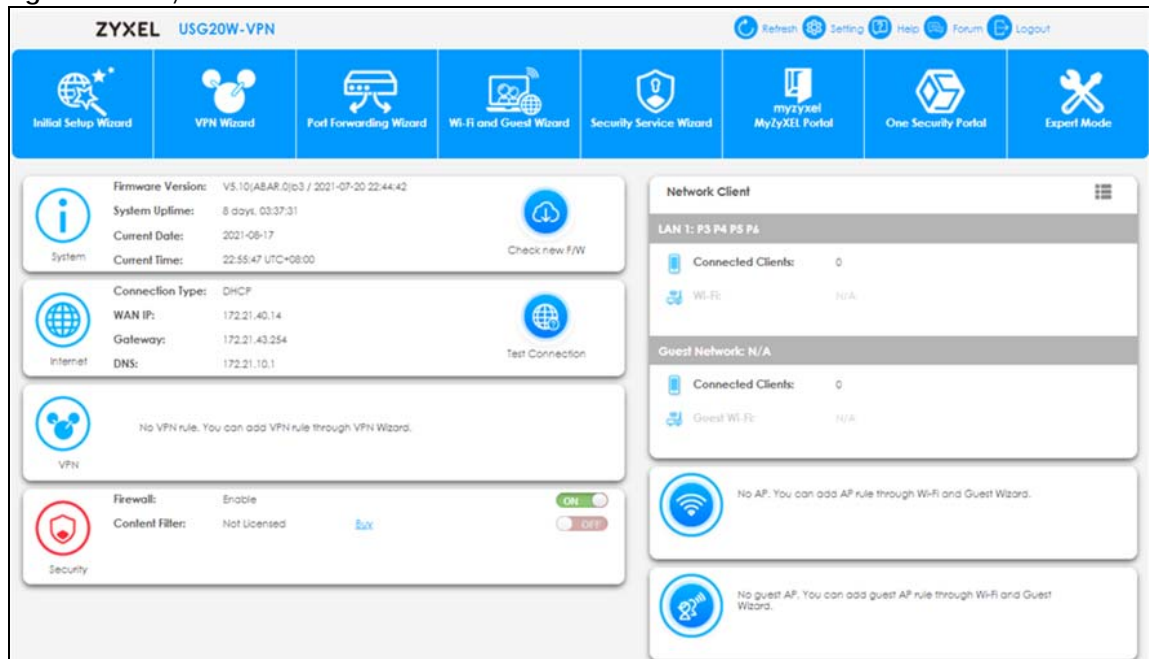 ZYXEL USG20W-VPN
Refresh Setting Help Forum Logout
Initial Setup Wizard
VPN Wizard
Port Forwarding Wizard
Wi-Fi and Guest Wizard
Security Service Wizard
myzyxel
MyZyXEL Portal
One Security Portal
Expert Mode
System
Firmware Version: V5.10(ABAR.0)b3 / 2021-07-20 22:44:42
System Uptime: 8 days, 03:37:31
Current Date: 2021-08-17
Current Time: 22:55:47 UTC+08:00
Check new F/W
Internet
Connection Type: DHCP
WAN IP: 172.21.40.14
Gateway: 172.21.43.254
DNS: 172.21.10.1
Test Connection
VPN
No VPN rule. You can add VPN rule through VPN Wizard.
Security
Firewall: Enable ON
Content Filter: Not Licensed Buy OFF
Network Client
LAN 1: P3 P4 P5 P6
Connected Clients: 0
Wi-Fi: N/A
Guest Network: N/A
Connected Clients: 0
Guest Wi-Fi: N/A
No AP. You can add AP rule through Wi-Fi and Guest Wizard.
No guest AP. You can add guest AP rule through Wi-Fi and Guest
Wizard.